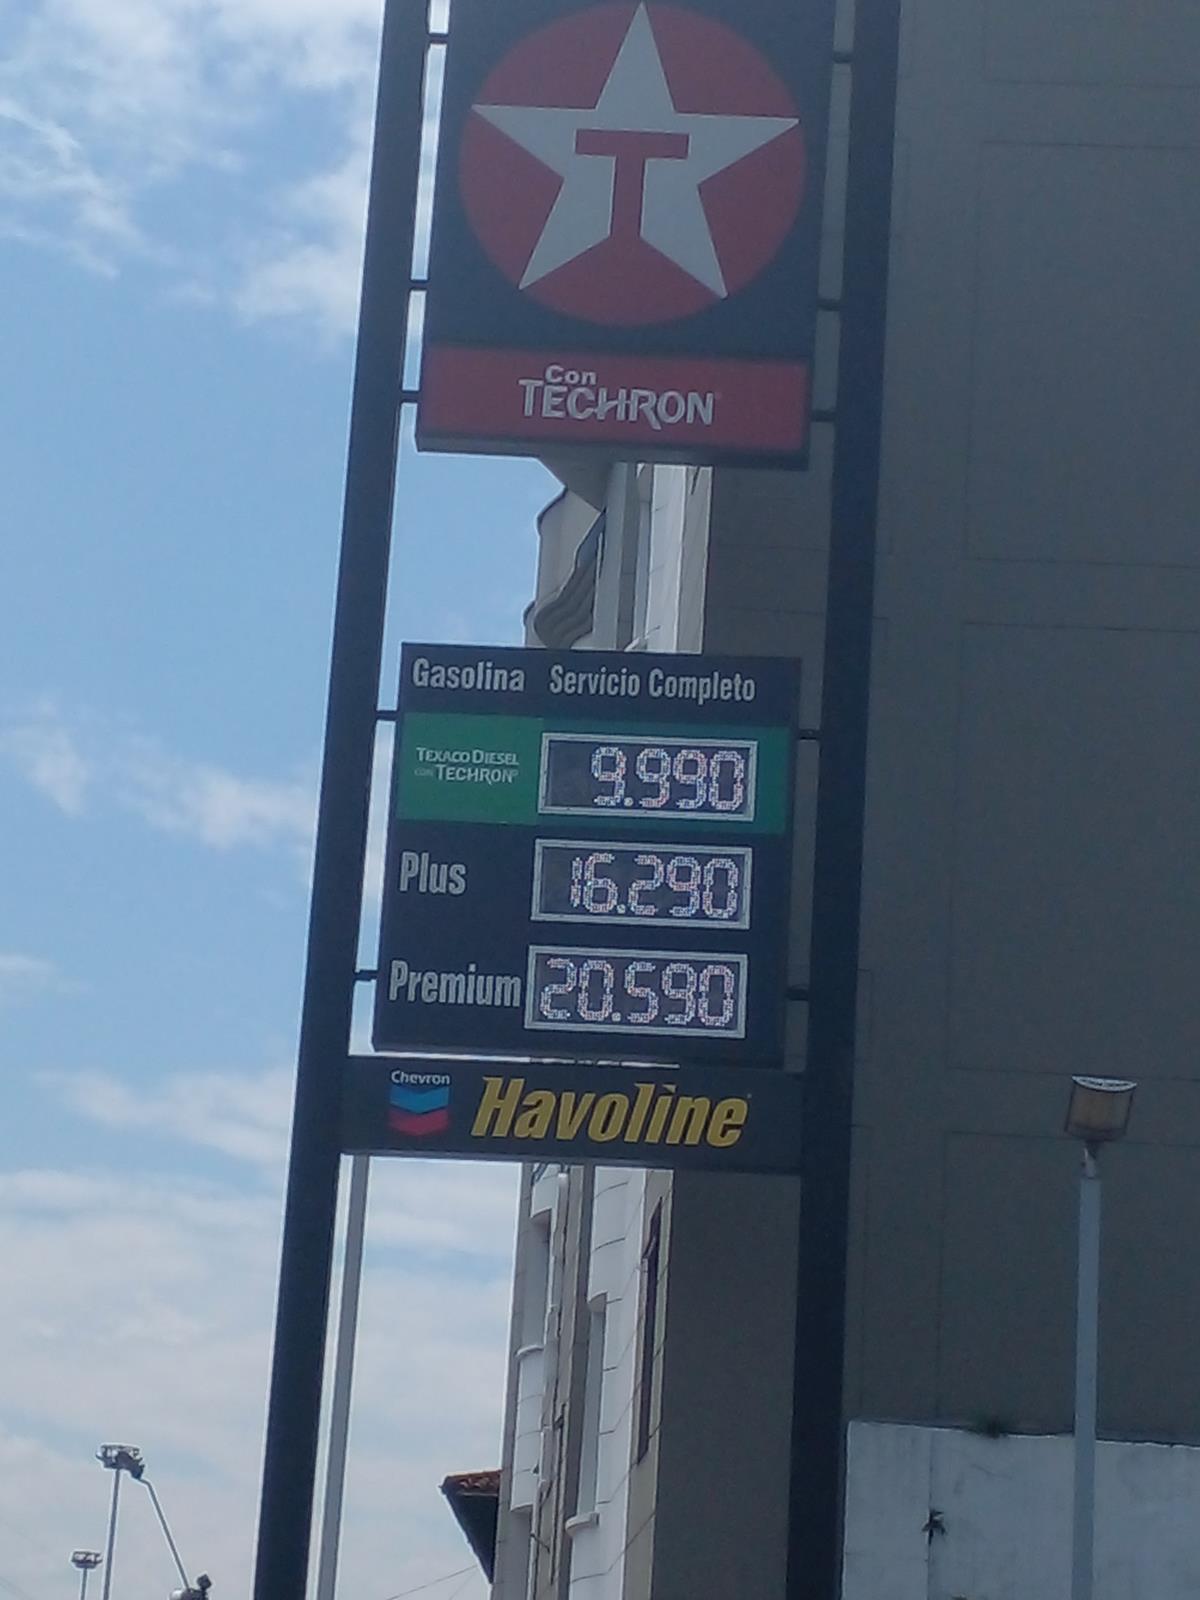 T
Con
TECHRON
Gasolina Servicio Completo
TEXACO DIESEL
CON TECHRON®
9.990
Plus 16.290
Premium 20.590
Chevron
Havoline